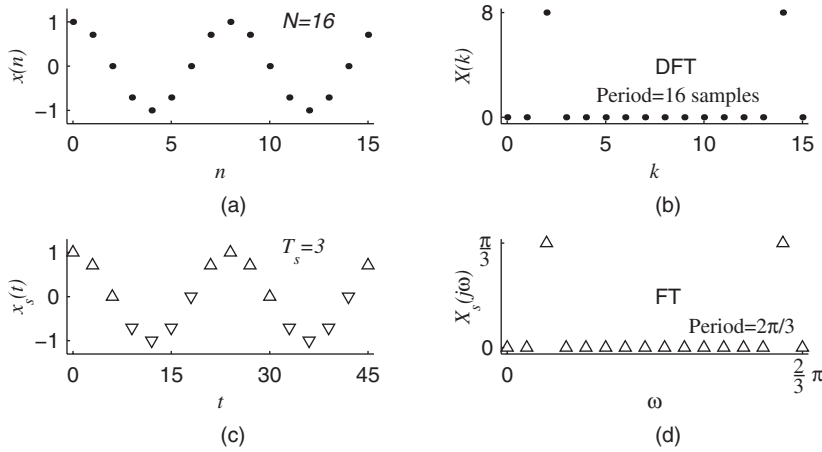 1
0
−1
x(n)
N=16
0 5 10 15
n
(a)
8
0
X(k)
DFT
Period=16 samples
0 5 10 15
k
(b)
1
0
−1
x_s(t)
T_s=3
0 15 30 45
t
(c)
π/3
0
X_s(jω)
FT
Period=2π/3
0 2/3 π
ω
(d)